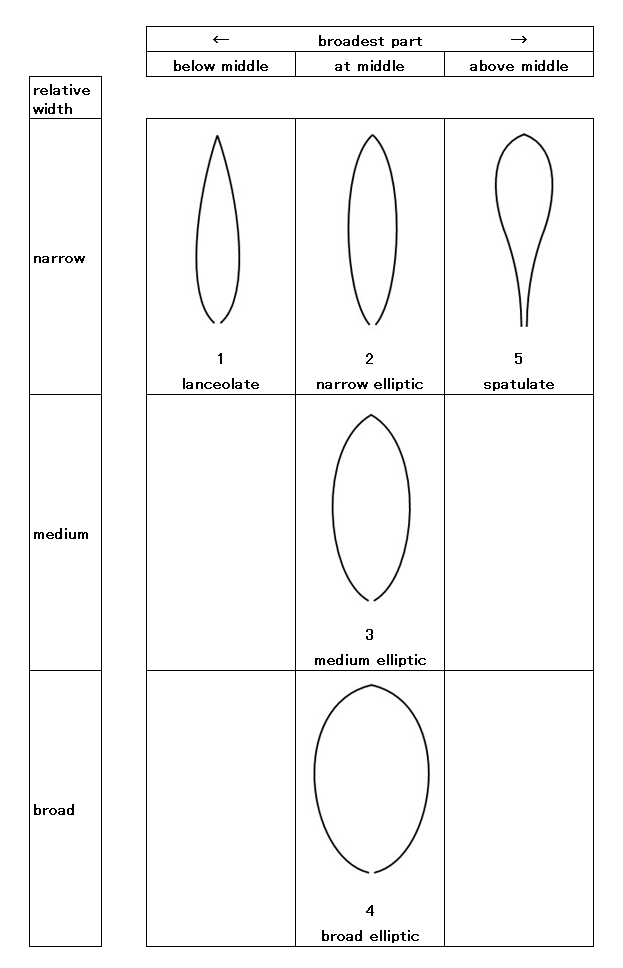 ← broadest part →
below middle at middle above middle
relative
width
narrow
1 2 5
lanceolate narrow elliptic spatulate
medium
3
medium elliptic
broad
4
broad elliptic